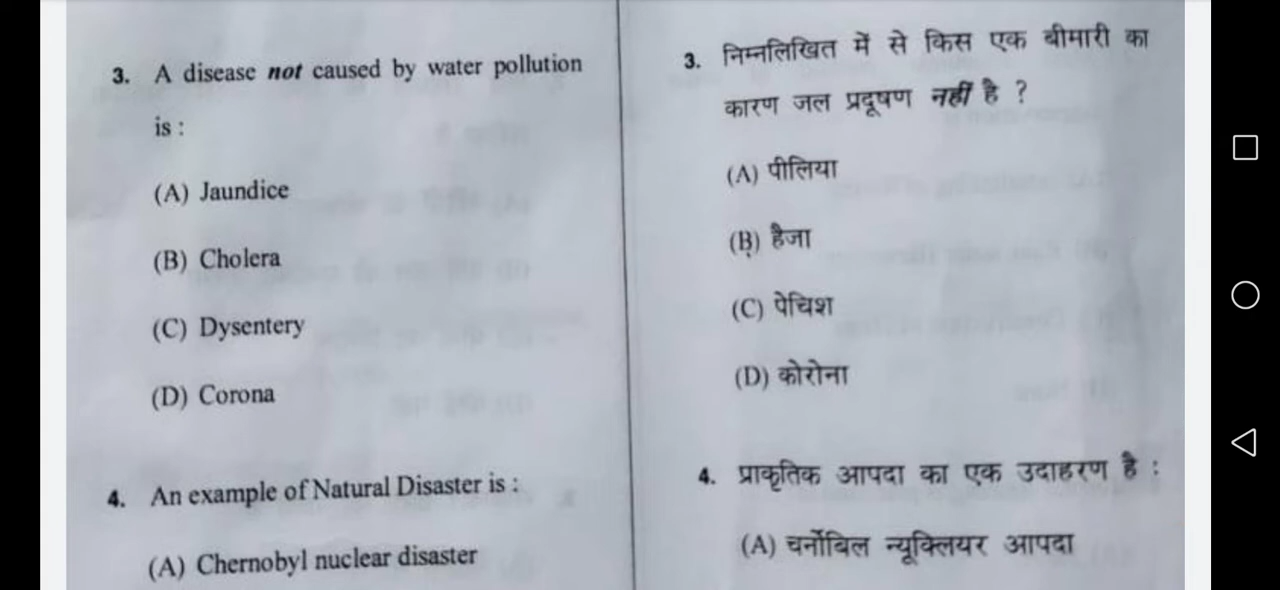 3. A disease not caused by water pollution
is :
(A) Jaundice
(B) Cholera
(C) Dysentery
(D) Corona
4. An example of Natural Disaster is :
(A) Chernobyl nuclear disaster
3. निम्नलिखित में से किस एक बीमारी का
कारण जल प्रदूषण नहीं है ?
(A) पीलिया
(B) हैजा
(C) पेचिश
(D) कोरोना
4. प्राकृतिक आपदा का एक उदाहरण है :
(A) चर्नोबिल न्यूक्लियर आपदा